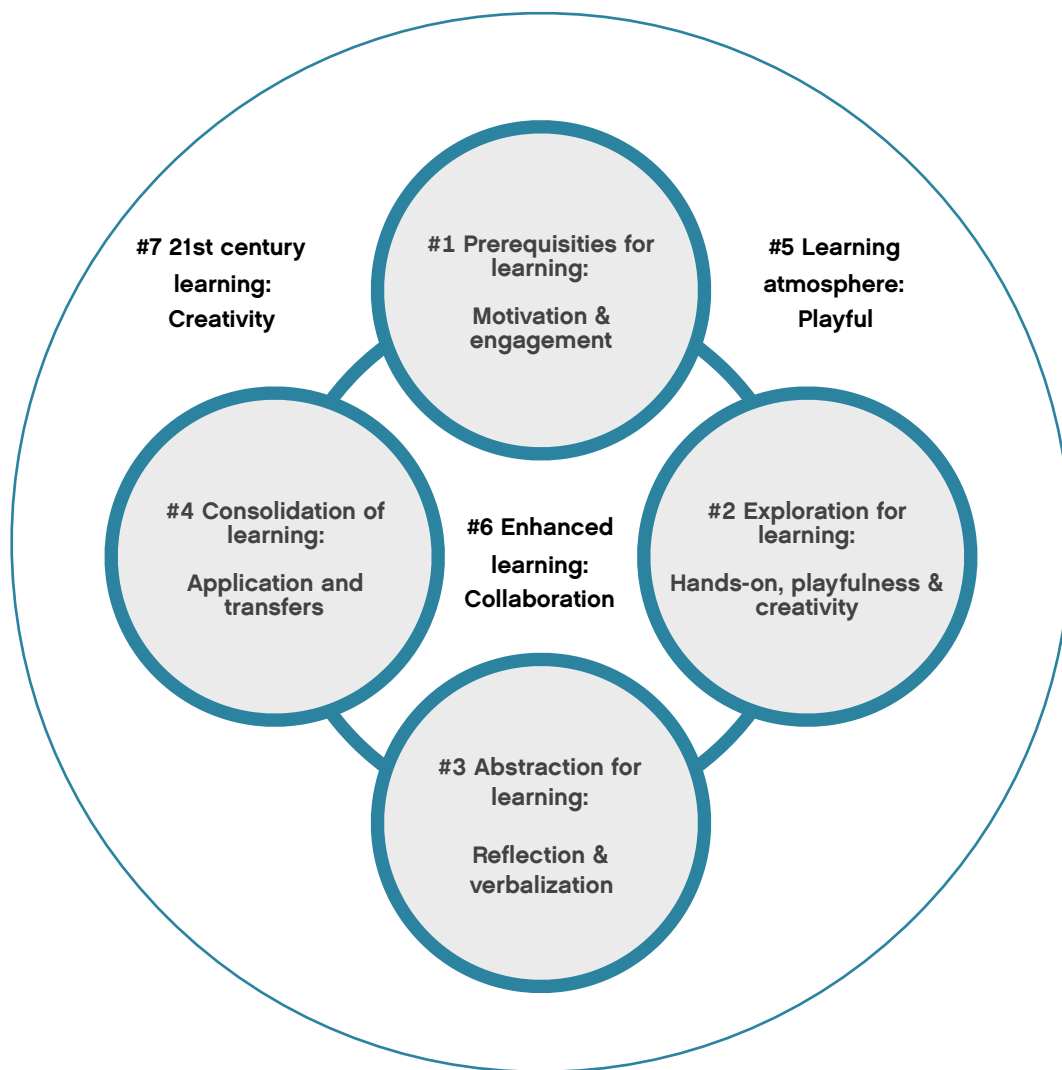 #1 Prerequisities for
learning:
Motivation &
engagement
#7 21st century
learning:
Creativity
#5 Learning
atmosphere:
Playful
#4 Consolidation of
learning:
Application and
transfers
#6 Enhanced
learning:
Collaboration
#2 Exploration for
learning:
Hands-on, playfulness &
creativity
#3 Abstraction for
learning:
Reflection &
verbalization